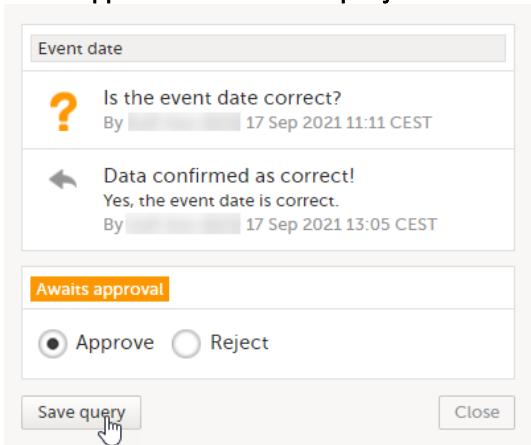 Event date
Is the event date correct?
By 17 Sep 2021 11:11 CEST
Data confirmed as correct!
Yes, the event date is correct.
By 17 Sep 2021 13:05 CEST
Awaits approval
Approve Reject
Save query Close